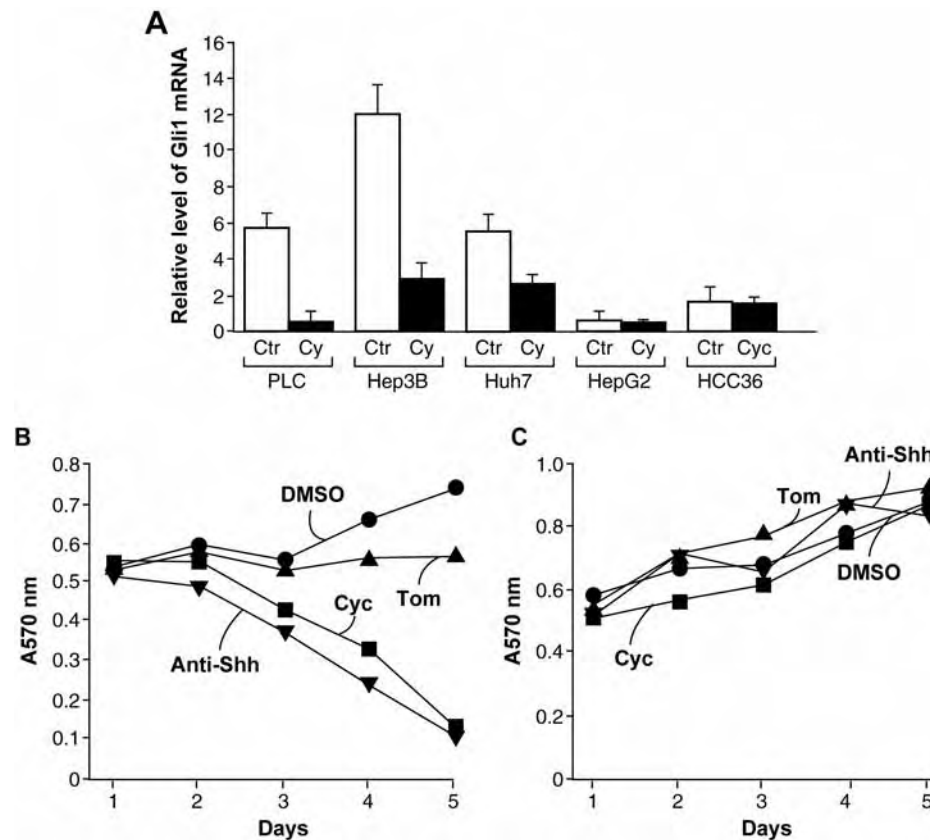 A
Relative level of Gli1 mRNA
16
14
12
10
8
6
4
2
0
Ctr Cy Ctr Cy Ctr Cy Ctr Cy Ctr Cyc
PLC Hep3B Huh7 HepG2 HCC36
B
A570 nm
0.8
0.7
0.6
0.5
0.3
0.2
0.1
0
DMSO
Tom
Cyc
Anti-Shh
1 2 3 4 5
Days
C
A570 nm
1.0
0.8
0.6
0.4
0.2
0
Anti-Shh
Tom
DMSO
Cyc
1 2 3 4 5
Days